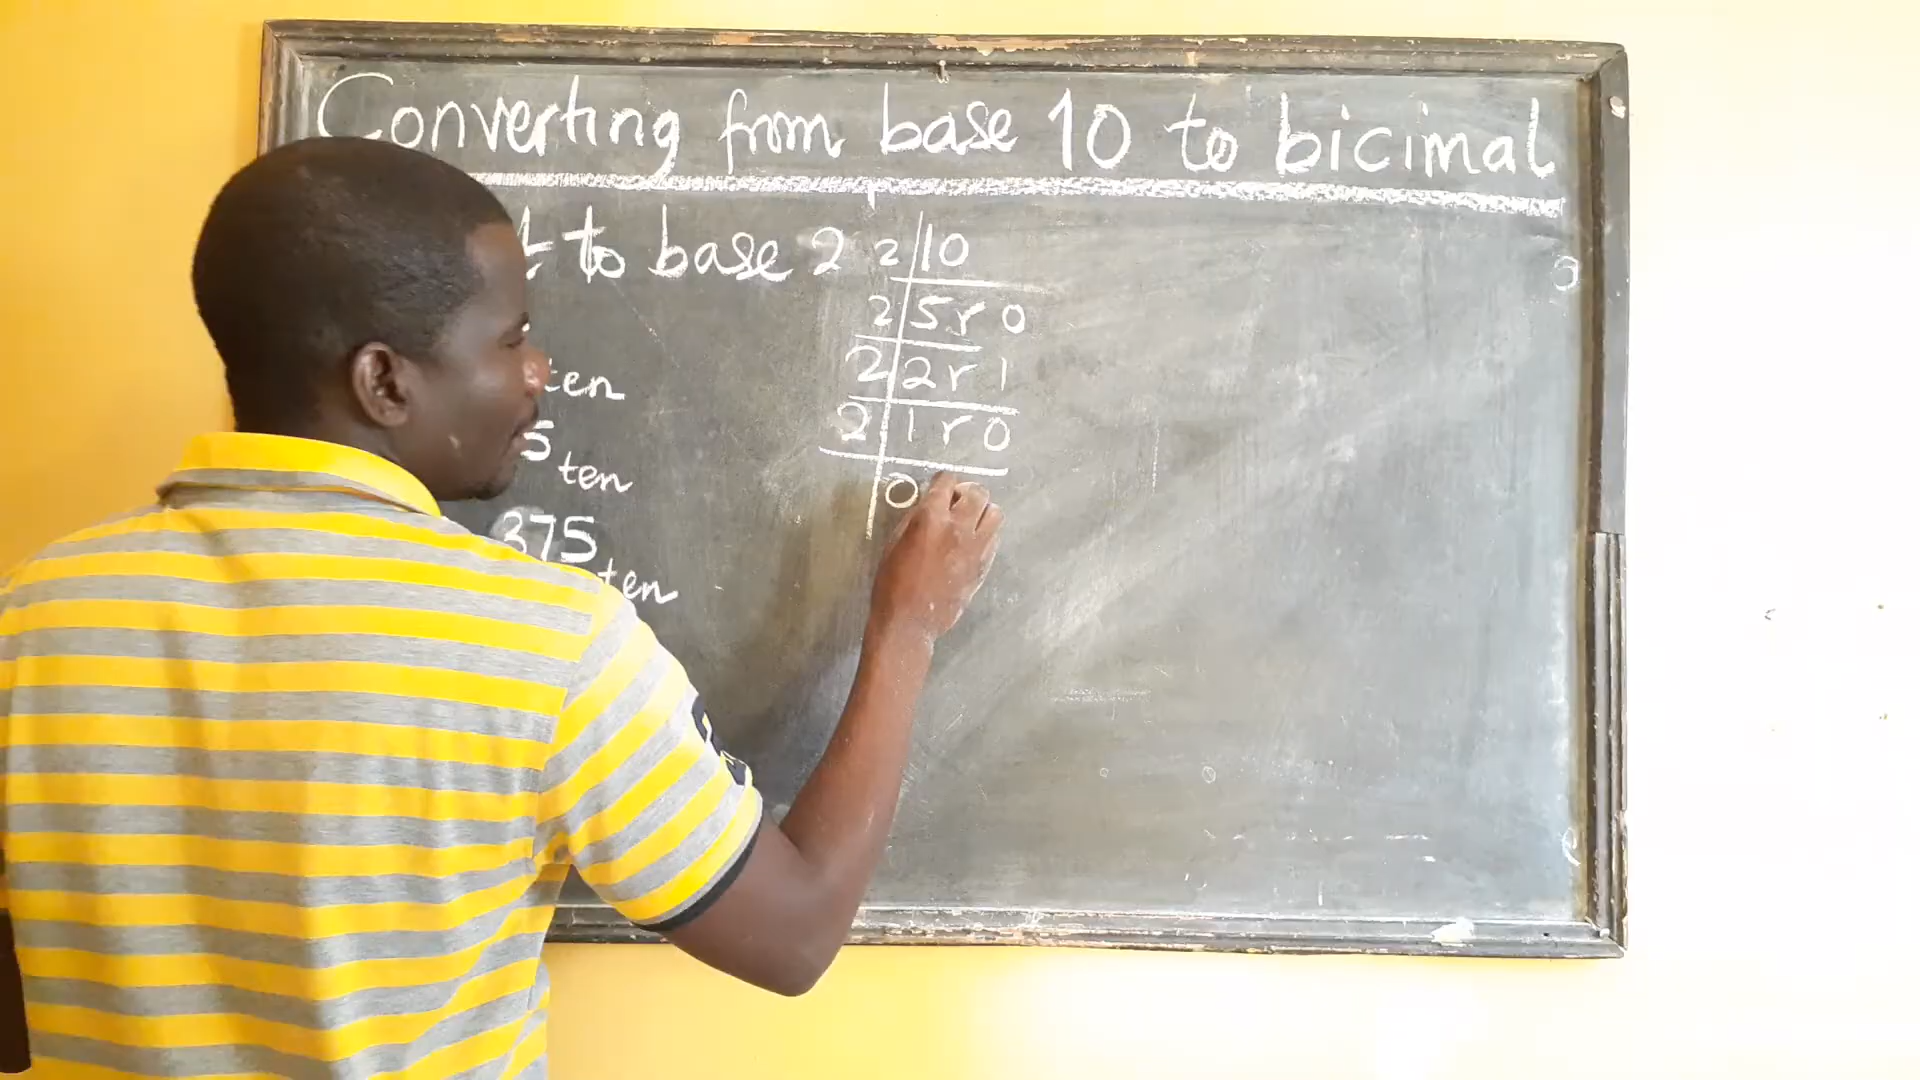 Converting from base 10 to bicimal
to base 2
ten
5 ten
375 ten
2 10
2 5 r 0
2 2 r 1
2 1 r 0
0